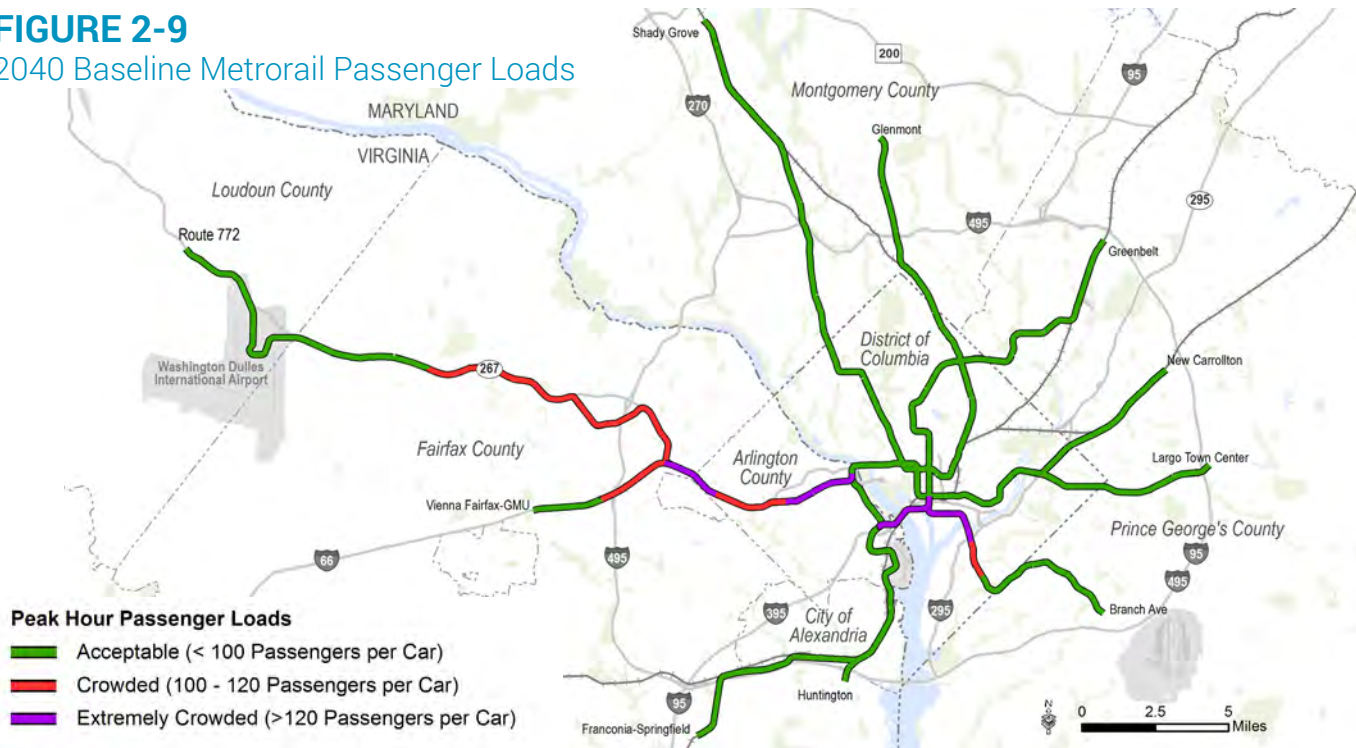 FIGURE 2-9
2040 Baseline Metrorail Passenger Loads
Shady Grove
200
95
Montgomery County
270
MARYLAND
Glenmont
VIRGINIA
Loudoun County
295
495
Route 772
Greenbelt
District of
Columbia
New Carrollton
Washington Dulles
International Airport
267
Fairfax County
Arlington
County
Largo Town Center
Vienna Fairfax-GMU
Prince George's County
95
66
495
495
395
295
Branch Ave
City of
Alexandria
Peak Hour Passenger Loads
Acceptable (< 100 Passengers per Car)
Crowded (100 - 120 Passengers per Car)
Extremely Crowded (>120 Passengers per Car)
Huntington
95
Franconia-Springfield
0 2.5 5
Miles